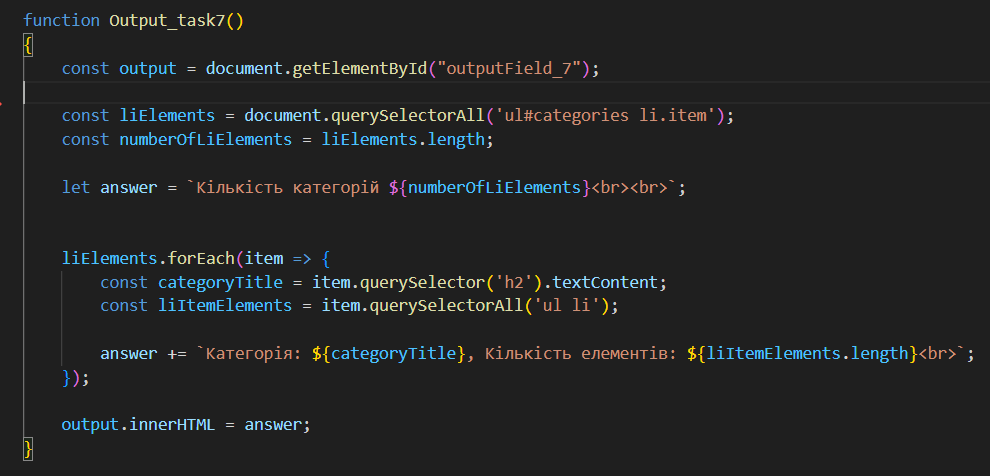 function Output_task7()
{
    const output = document.getElementById("outputField_7");
    const liElements = document.querySelectorAll('ul#categories li.item');
    const numberOfLiElements = liElements.length;
    let answer = `Кількість категорій ${numberOfLiElements}<br><br>`;
    liElements.forEach(item => {
        const categoryTitle = item.querySelector('h2').textContent;
        const liItemElements = item.querySelectorAll('ul li');
        answer += `Категорія: ${categoryTitle}, Кількість елементів: ${liItemElements.length}<br>`;
    });
    output.innerHTML = answer;
}